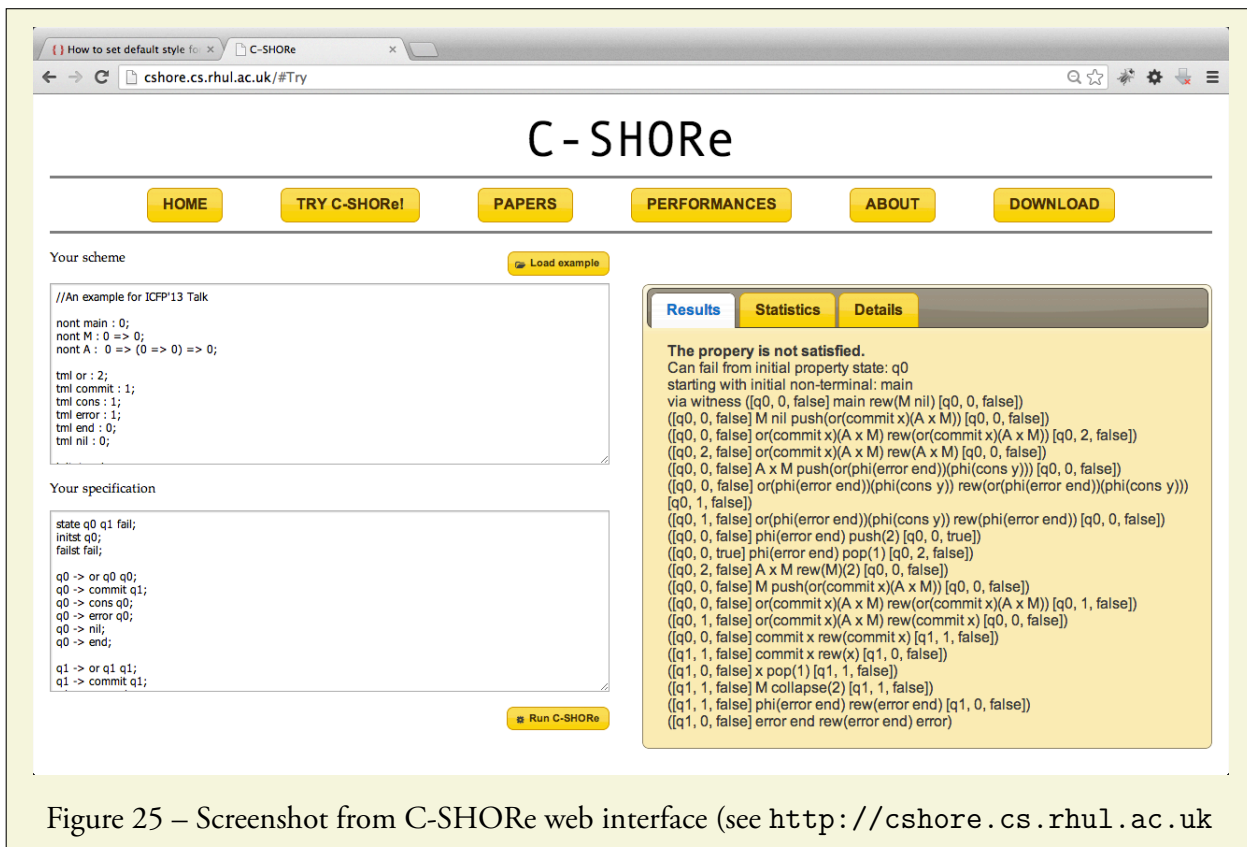 { } How to set default style fo
C-SHORe
cshore.cs.rhul.ac.uk/#Try
C-SHORe
HOME
TRY C-SHORe!
PAPERS
PERFORMANCES
ABOUT
DOWNLOAD
Your scheme
Load example
//An example for ICFP'13 Talk
nont main : 0;
nont M : 0 => 0;
nont A : 0 => (0 => 0) => 0;
tml or : 2;
tml commit : 1;
tml cons : 1;
tml error : 1;
tml end : 0;
tml nil : 0;
Your specification
state q0 q1 fail;
initst q0;
failst fail;
q0 -> or q0 q0;
q0 -> commit q1;
q0 -> cons q0;
q0 -> error q0;
q0 -> nil;
q0 -> end;
q1 -> or q1 q1;
q1 -> commit q1;
Run C-SHORe
Results
Statistics
Details
The propery is not satisfied.
Can fail from initial property state: q0
starting with initial non-terminal: main
via witness ([q0, 0, false] main rew(M nil) [q0, 0, false])
([q0, 0, false] M nil push(or(commit x)(A x M)) [q0, 0, false])
([q0, 0, false] or(commit x)(A x M) rew(or(commit x)(A x M)) [q0, 2, false])
([q0, 2, false] or(commit x)(A x M) rew(A x M) [q0, 0, false])
([q0, 0, false] A x M push(or(phi(error end))(phi(cons y))) [q0, 0, false])
([q0, 0, false] or(phi(error end))(phi(cons y)) rew(or(phi(error end))(phi(cons y)))
[q0, 1, false])
([q0, 1, false] or(phi(error end))(phi(cons y)) rew(phi(error end)) [q0, 0, false])
([q0, 0, false] phi(error end) push(2) [q0, 0, true])
([q0, 0, true] phi(error end) pop(1) [q0, 2, false])
([q0, 2, false] A x M rew(M)(2) [q0, 0, false])
([q0, 0, false] M push(or(commit x)(A x M)) [q0, 0, false])
([q0, 0, false] or(commit x)(A x M) rew(or(commit x)(A x M)) [q0, 1, false])
([q0, 1, false] or(commit x)(A x M) rew(commit x) [q0, 0, false])
([q0, 0, false] commit x rew(commit x) [q1, 1, false])
([q1, 1, false] commit x rew(x) [q1, 0, false])
([q1, 0, false] x pop(1) [q1, 1, false])
([q1, 1, false] M collapse(2) [q1, 1, false])
([q1, 1, false] phi(error end) rew(error end) [q1, 0, false])
([q1, 0, false] error end rew(error end) error)
Figure 25 – Screenshot from C-SHORe web interface (see http://cshore.cs.rhul.ac.uk